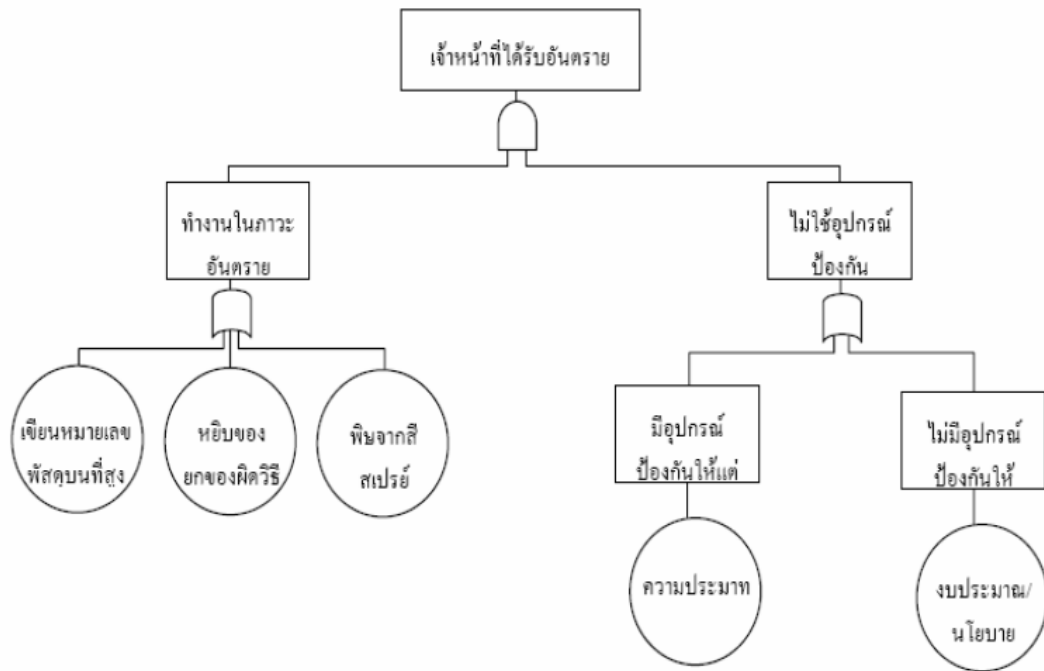 เจ้าหน้าที่ได้รับอันตราย
ทำงานในภาวะ
อันตราย
ไม่ใช้อุปกรณ์
ป้องกัน
เขียนหมายเลข
พัสดุบนที่สูง
หยิบของ
ยกของผิดวิธี
พิษจากสี
สเปรย์
มีอุปกรณ์
ป้องกันให้แต่
ไม่มีอุปกรณ์
ป้องกันให้
ความประมาท
งบประมาณ/
นโยบาย